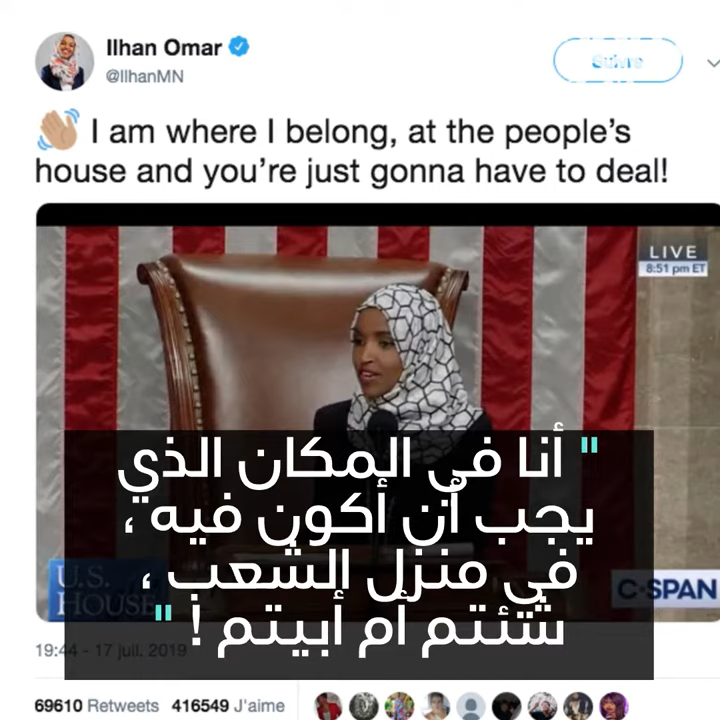 Ilhan Omar
@IlhanMN
Suivre
👋🏽 I am where I belong, at the people's
house and you're just gonna have to deal!
LIVE
8:51 pm ET
" أنا في المكان الذي
يجب أن أكون فيه ،
في منزل الشعب ،
شئتم أم أبيتم ! "
U.S.
HOUSE
C-SPAN
19:44 - 17 juil. 2019
69610 Retweets 416549 J'aime